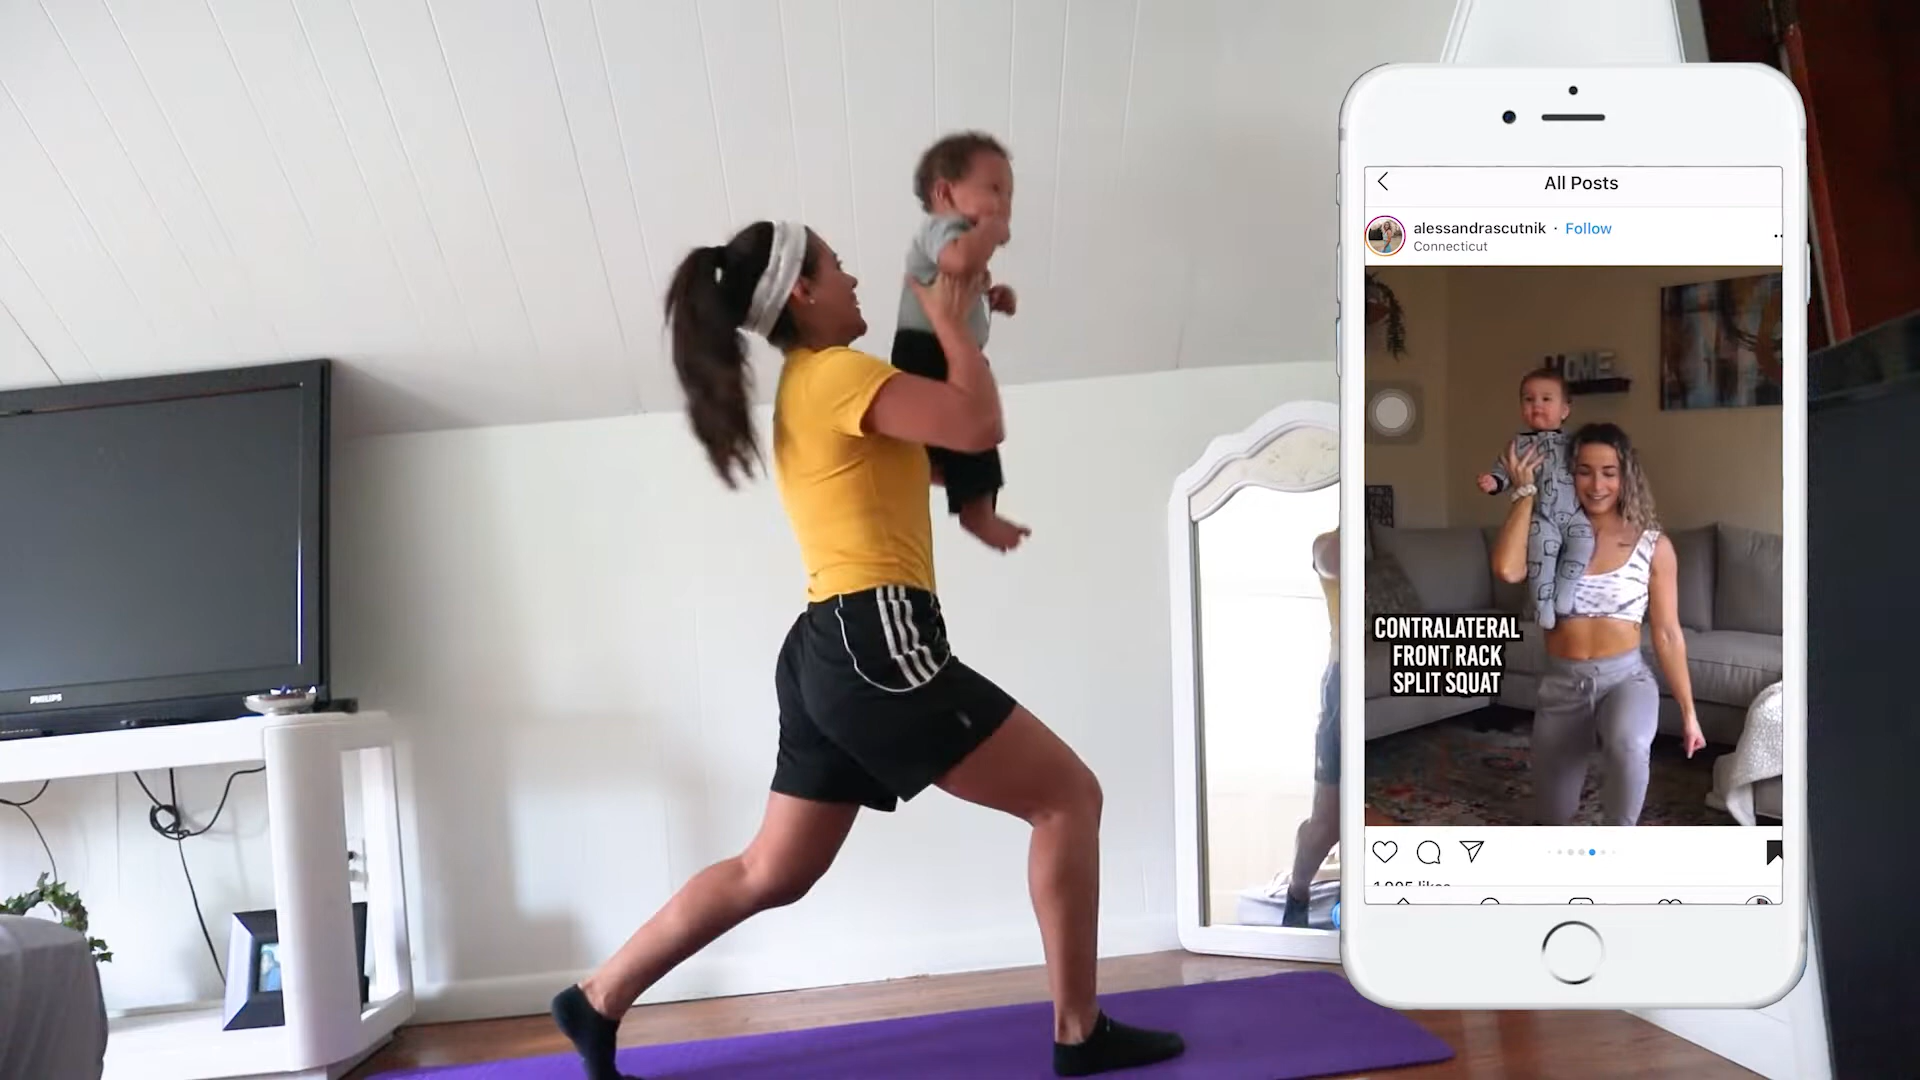 PHILIPS
All Posts
alessandrascutnik · Follow
Connecticut
HOME
CONTRALATERAL
FRONT RACK
SPLIT SQUAT